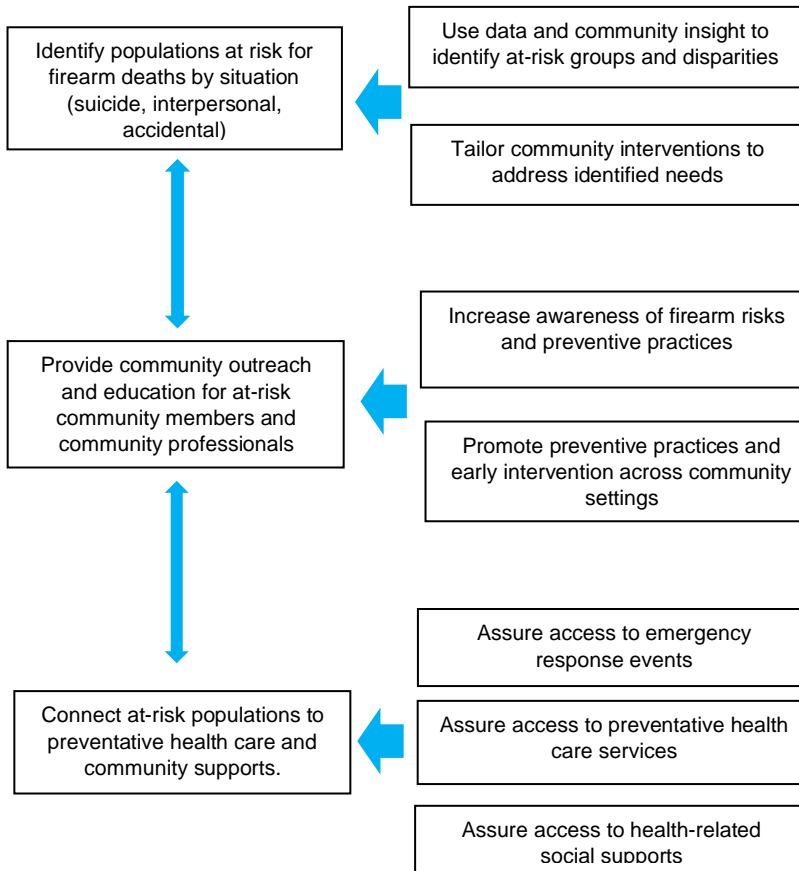 Identify populations at risk for
firearm deaths by situation
(suicide, interpersonal,
accidental)
Use data and community insight to
identify at-risk groups and disparities
Tailor community interventions to
address identified needs
Provide community outreach
and education for at-risk
community members and
community professionals
Increase awareness of firearm risks
and preventive practices
Promote preventive practices and
early intervention across community
settings
Connect at-risk populations to
preventative health care and
community supports.
Assure access to emergency
response events
Assure access to preventative health
care services
Assure access to health-related
social supports